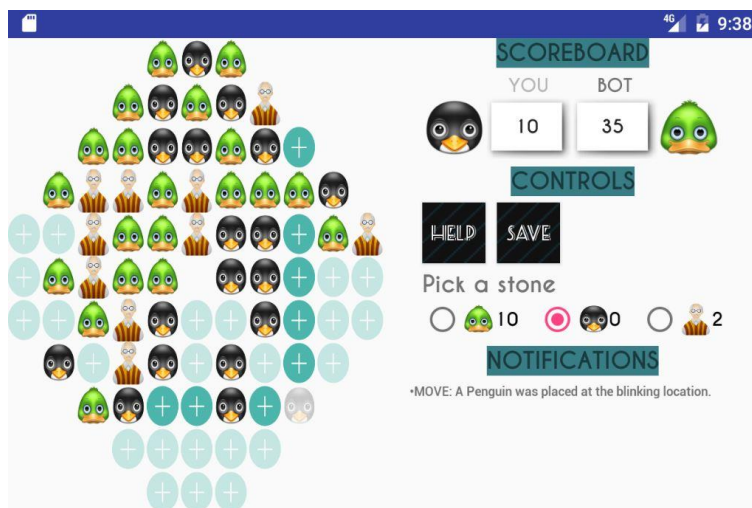 4G 9:38
SCOREBOARD
YOU BOT
10 35
CONTROLS
HELP SAVE
Pick a stone
10 0 2
NOTIFICATIONS
•MOVE: A Penguin was placed at the blinking location.